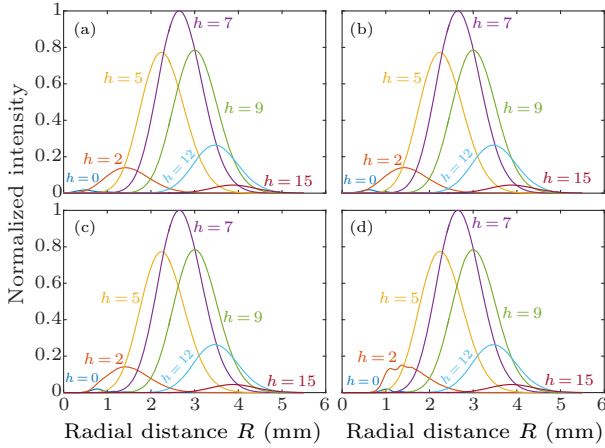 1
(a)
h = 7
(b)
h = 7
0.8
h = 5
h = 9
h = 5
h = 9
0.6
0.4
h = 2
h = 12
h = 2
h = 12
0.2
h=0
h = 15
h=0
h = 15
0
Normalized intensity
1
(c)
h = 7
(d)
h = 7
0.8
h = 5
h = 9
h = 5
h = 9
0.6
0.4
h = 2
h = 12
h = 2
h = 12
0.2
h=0
h = 15
h=0
h = 15
0
0 1 2 3 4 5 6 0 1 2 3 4 5 6
Radial distance R (mm) Radial distance R (mm)